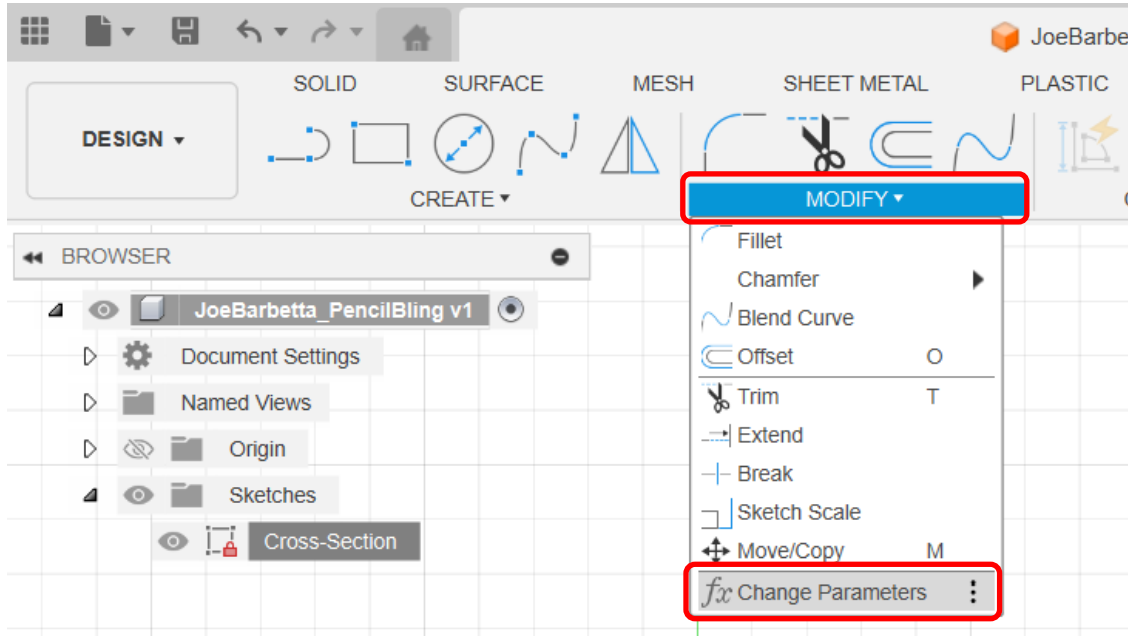 JoeBarbe
SOLID SURFACE MESH SHEET METAL PLASTIC
DESIGN
CREATE MODIFY
BROWSER
JoeBarbetta_PencilBling v1
Document Settings
Named Views
Origin
Sketches
Cross-Section
Fillet
Chamfer
Blend Curve
Offset O
Trim T
Extend
Break
Sketch Scale
Move/Copy M
fx Change Parameters